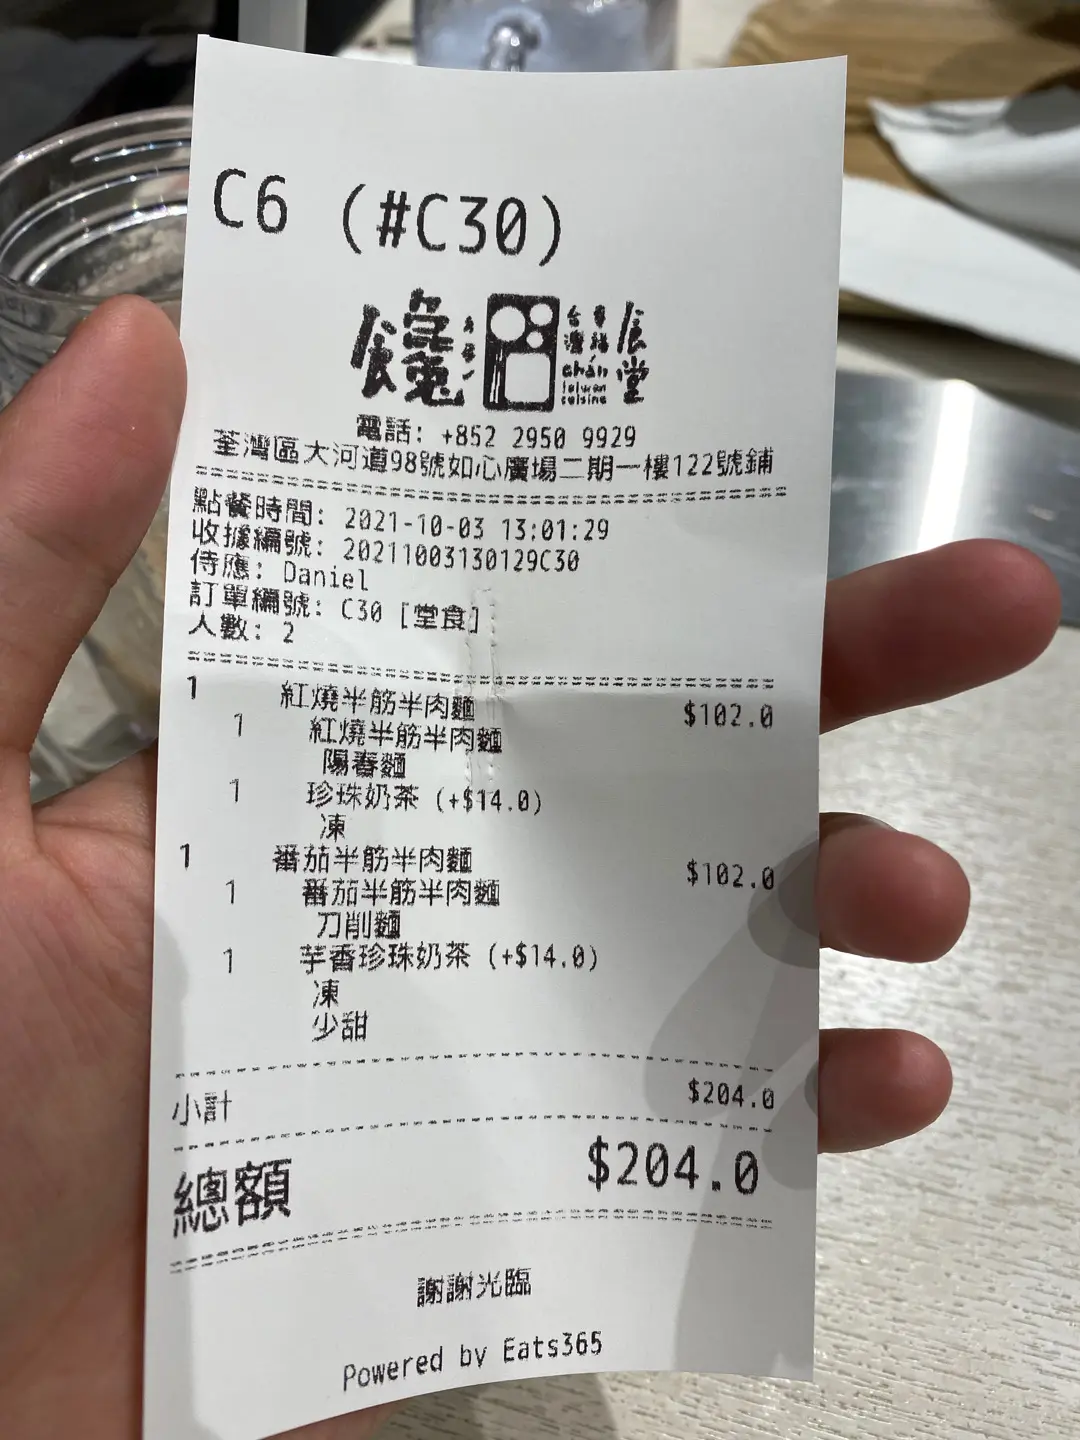 C6 (#C30)
饞
台灣
食堂
chán
taiwan
cuisine
電話: +852 2950 9929
荃灣區大河道98號如心廣場二期一樓122號鋪
點餐時間: 2021-10-03 13:01:29
收據編號: 20211003130129C30
侍應: Daniel
訂單編號: C30 [堂食]
人數: 2
1 紅燒半筋半肉麵 $102.0
1 紅燒半筋半肉麵
陽春麵
1 珍珠奶茶 (+$14.0)
凍
1 番茄半筋半肉麵 $102.0
1 番茄半筋半肉麵
刀削麵
1 芋香珍珠奶茶 (+$14.0)
凍
少甜
小計 $204.0
總額 $204.0
謝謝光臨
Powered by Eats365